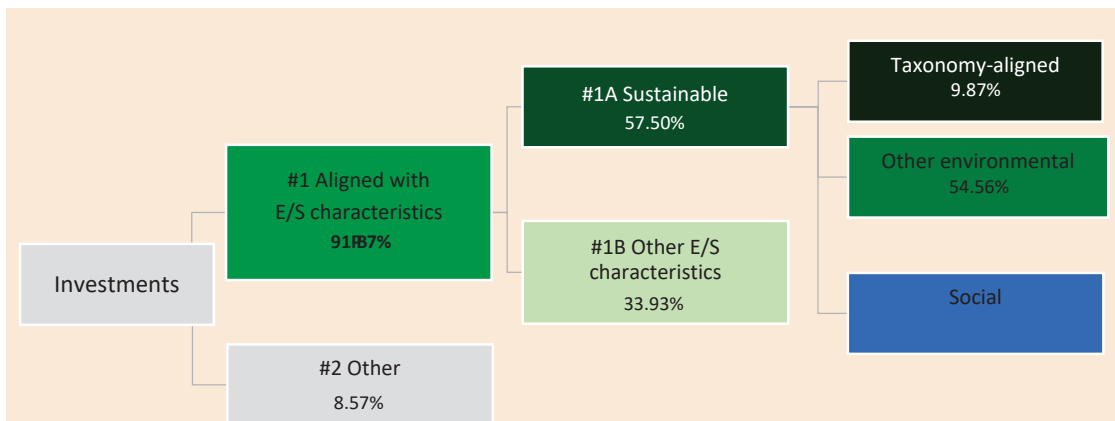 Investments
#1 Aligned with
E/S characteristics
#2 Other
8.57%
#1A Sustainable
57.50%
#1B Other E/S
characteristics
33.93%
Taxonomy-aligned
9.87%
Other environmental
54.56%
Social